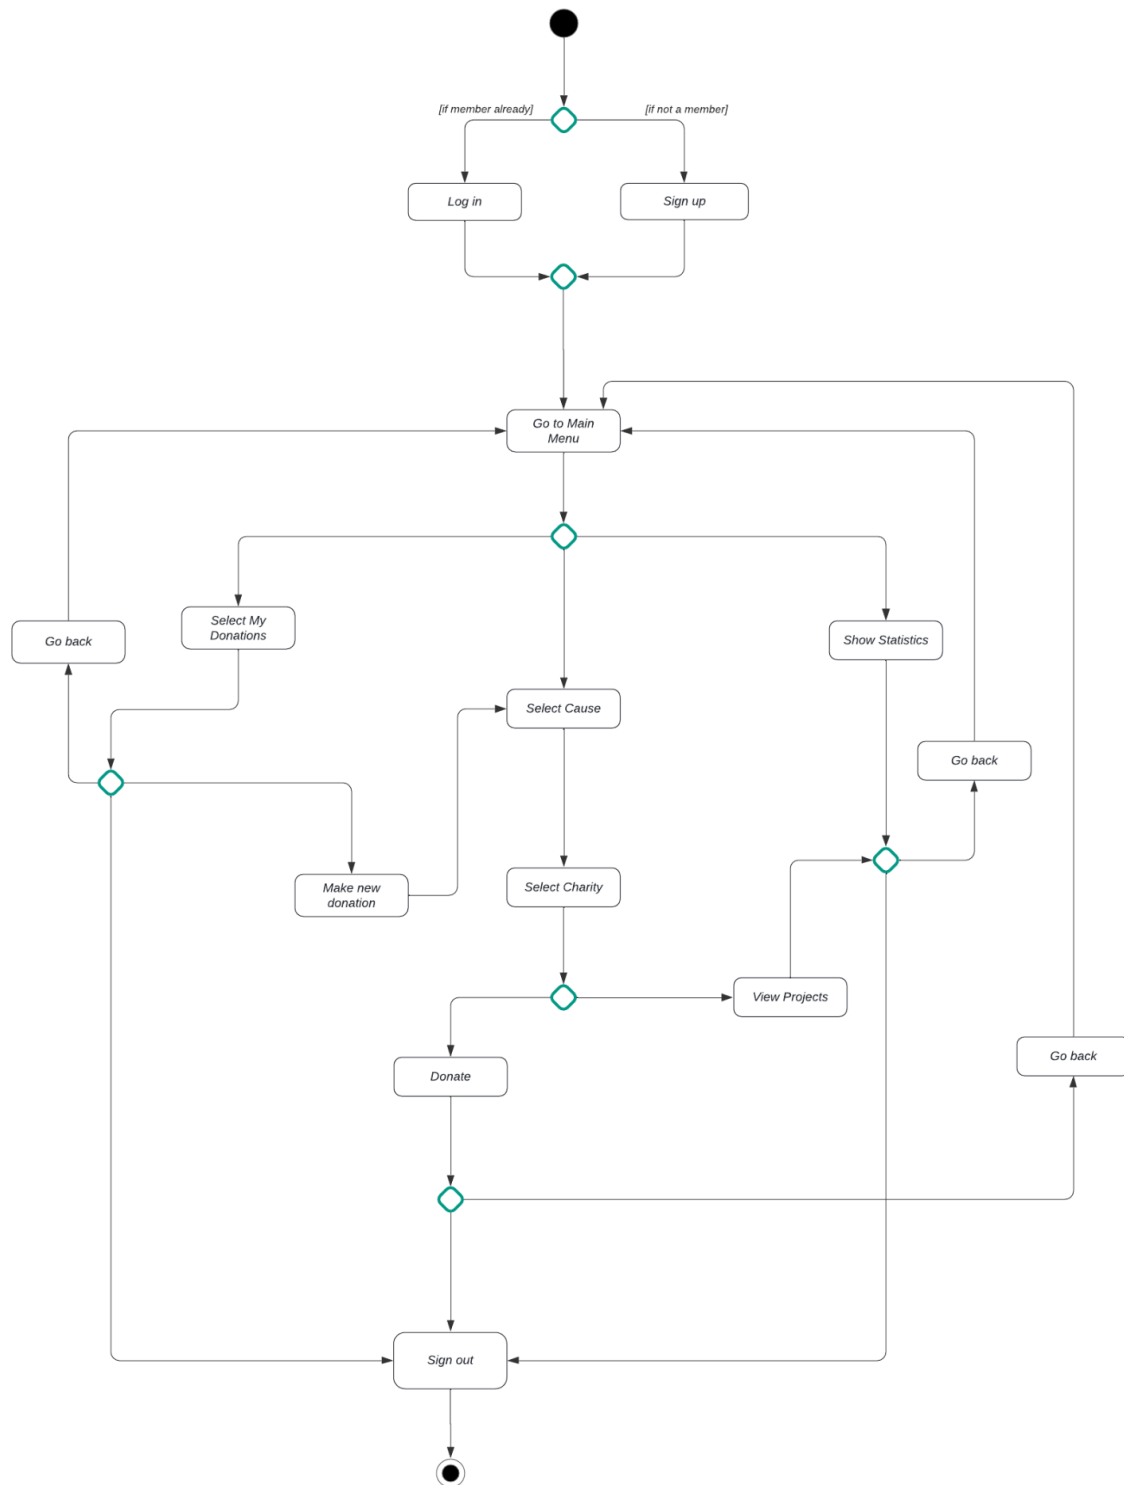 [if member already]
[if not a member]
Log in
Sign up
Go to Main
Menu
Select My
Donations
Go back
Show Statistics
Select Cause
Go back
Make new
donation
Select Charity
View Projects
Donate
Go back
Sign out